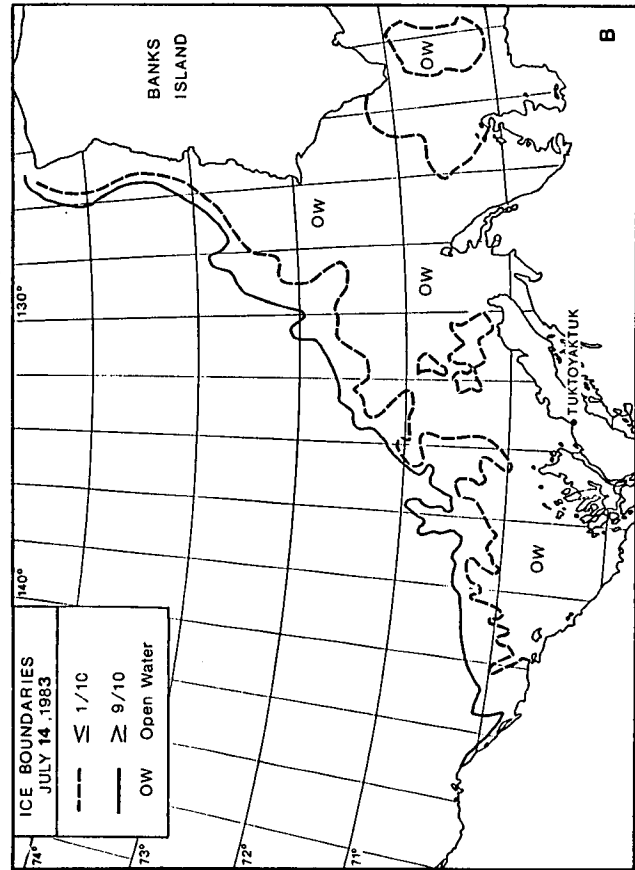 ICE BOUNDARIES
JULY 14, 1983
≤ 1/10
≥ 9/10
OW Open Water
140°
130°
74°
73°
72°
71°
BANKS
ISLAND
OW
OW
OW
OW
TUKTOYAKTUK
B